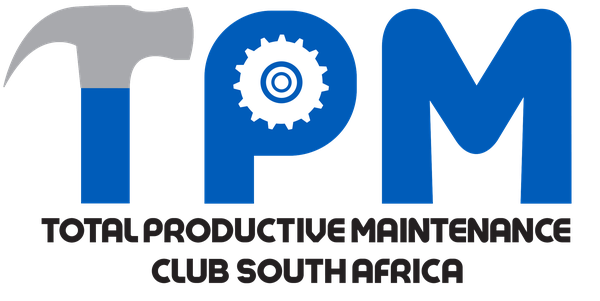 TPM
TOTAL PRODUCTIVE MAINTENANCE
CLUB SOUTH AFRICA